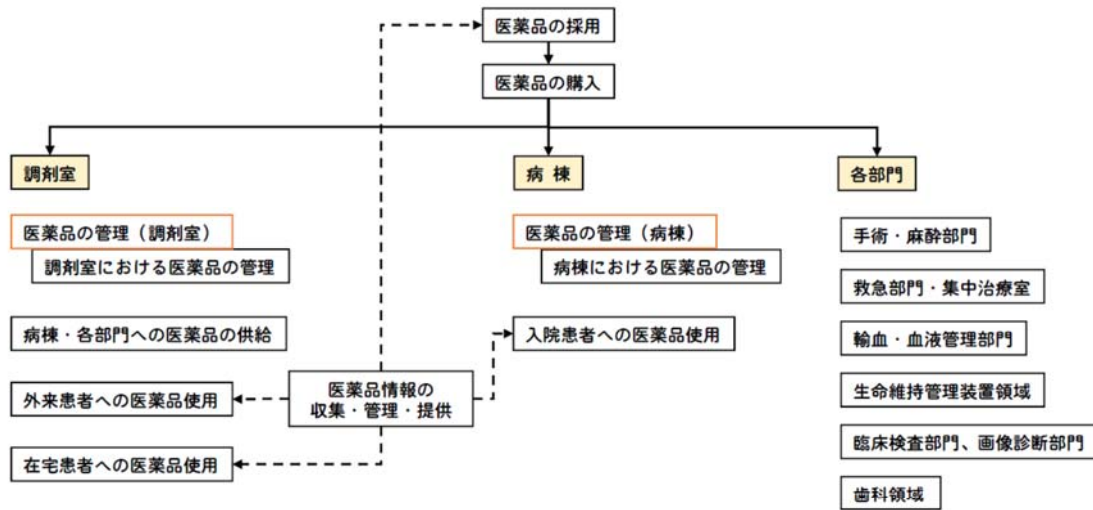 医薬品の採用
医薬品の購入
調剤室
病 棟
各部門
医薬品の管理（調剤室）
調剤室における医薬品の管理
病棟・各部門への医薬品の供給
外来患者への医薬品使用
在宅患者への医薬品使用
医薬品情報の
収集・管理・提供
医薬品の管理（病棟）
病棟における医薬品の管理
入院患者への医薬品使用
手術・麻酔部門
救急部門・集中治療室
輸血・血液管理部門
生命維持管理装置領域
臨床検査部門、画像診断部門
歯科領域